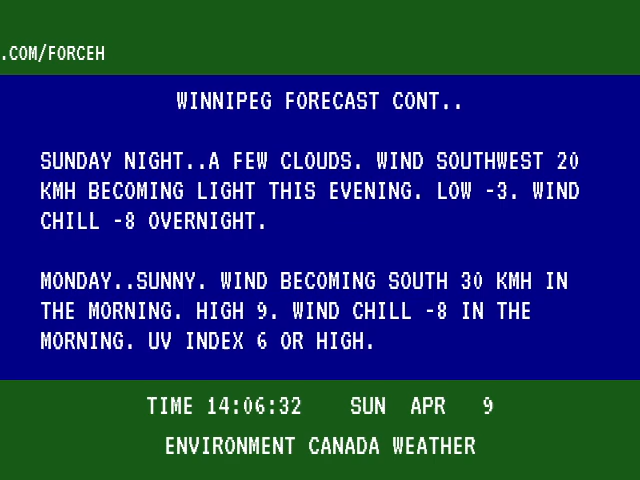 .COM/FORCEH
WINNIPEG FORECAST CONT..
SUNDAY NIGHT..A FEW CLOUDS. WIND SOUTHWEST 20
KMH BECOMING LIGHT THIS EVENING. LOW -3. WIND
CHILL -8 OVERNIGHT.
MONDAY..SUNNY. WIND BECOMING SOUTH 30 KMH IN
THE MORNING. HIGH 9. WIND CHILL -8 IN THE
MORNING. UV INDEX 6 OR HIGH.
TIME 14:06:32 SUN APR 9
ENVIRONMENT CANADA WEATHER